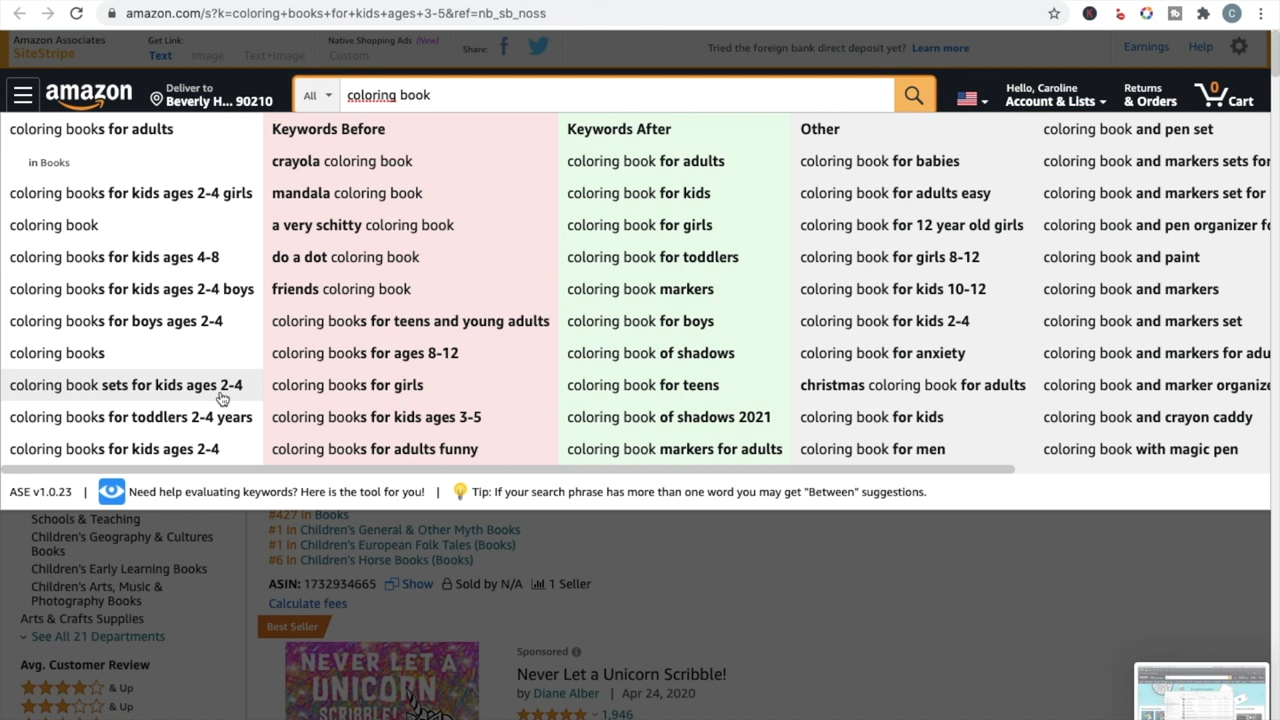 amazon.com/s?k=coloring+books+for+kids+ages+3-5&ref=nb_sb_noss
Amazon Associates
SiteStripe
Get Link:
Text
Image
Text+Image
Native Shopping Ads (New)
Custom
Share:
Tried the foreign bank direct deposit yet? Learn more
Earnings
Help
amazon
Deliver to
Beverly H... 90210
All
coloring book
Hello, Caroline
Account & Lists
Returns
& Orders
0
Cart
coloring books for adults
in Books
coloring books for kids ages 2-4 girls
coloring book
coloring books for kids ages 4-8
coloring books for kids ages 2-4 boys
coloring books for boys ages 2-4
coloring books
coloring book sets for kids ages 2-4
coloring books for toddlers 2-4 years
coloring books for kids ages 2-4
Keywords Before
crayola coloring book
mandala coloring book
a very schitty coloring book
do a dot coloring book
friends coloring book
coloring books for teens and young adults
coloring books for ages 8-12
coloring books for girls
coloring books for kids ages 3-5
coloring books for adults funny
Keywords After
coloring book for adults
coloring book for kids
coloring book for girls
coloring book for toddlers
coloring book markers
coloring book for boys
coloring book of shadows
coloring book for teens
coloring book of shadows 2021
coloring book markers for adults
Other
coloring book for babies
coloring book for adults easy
coloring book for 12 year old girls
coloring book for girls 8-12
coloring book for kids 10-12
coloring book for kids 2-4
coloring book for anxiety
christmas coloring book for adults
coloring book for kids
coloring book for men
coloring book and pen set
coloring book and markers sets for
coloring book and markers set for
coloring book and pen organizer
coloring book and paint
coloring book and markers
coloring book and markers set
coloring book and markers for
coloring book and marker
coloring book and crayon caddy
coloring book with magic pen
ASE v1.0.23 | Need help evaluating keywords? Here is the tool for you! | Tip: If your search phrase has more than one word you may get "Between" suggestions.
Schools & Teaching
Children's Geography & Cultures
Books
Children's Early Learning Books
Children's Arts, Music &
Photography Books
Arts & Crafts Supplies
See All 21 Departments
Avg. Customer Review
& Up
& Up
#427 in Books
#1 in Children's General & Other Myth Books
#1 in Children's European Folk Tales (Books)
#6 in Children's Horse Books (Books)
ASIN: 1732934665 Show Sold by N/A 1 Seller
Calculate fees
Best Seller
NEVER LET A
UNICORN
SCRIBBLE!
Sponsored
Never Let a Unicorn Scribble!
by Diane Alber | Apr 24, 2020
1,946